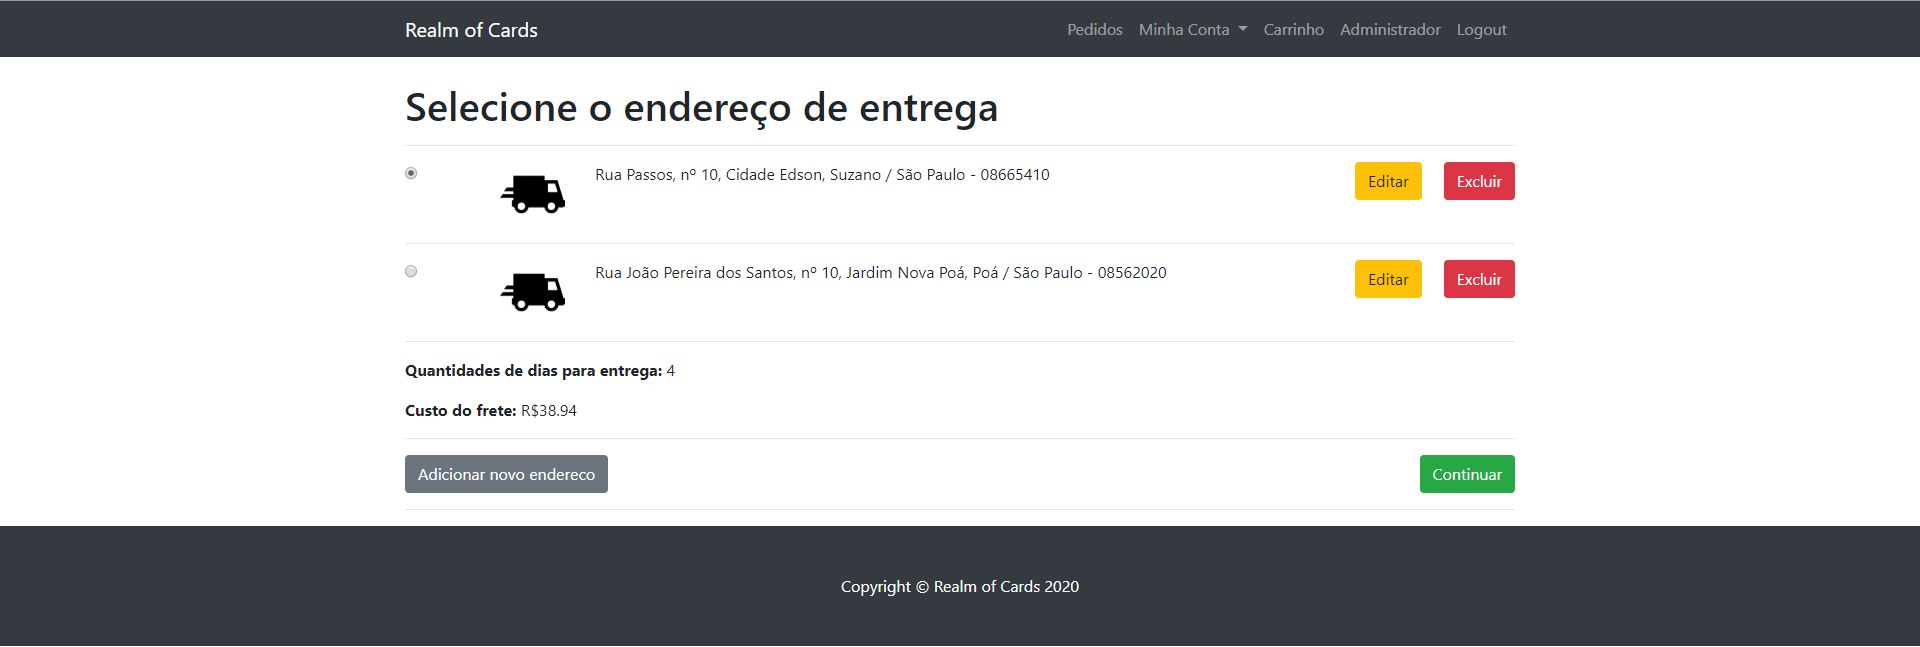 Realm of Cards Pedidos Minha Conta Carrinho Administrador Logout
Selecione o endereço de entrega
Rua Passos, nº 10, Cidade Edson, Suzano / São Paulo - 08665410 Editar Excluir
Rua João Pereira dos Santos, nº 10, Jardim Nova Poá, Poá / São Paulo - 08562020 Editar Excluir
Quantidades de dias para entrega: 4
Custo do frete: R$38.94
Adicionar novo endereco Continuar
Copyright © Realm of Cards 2020